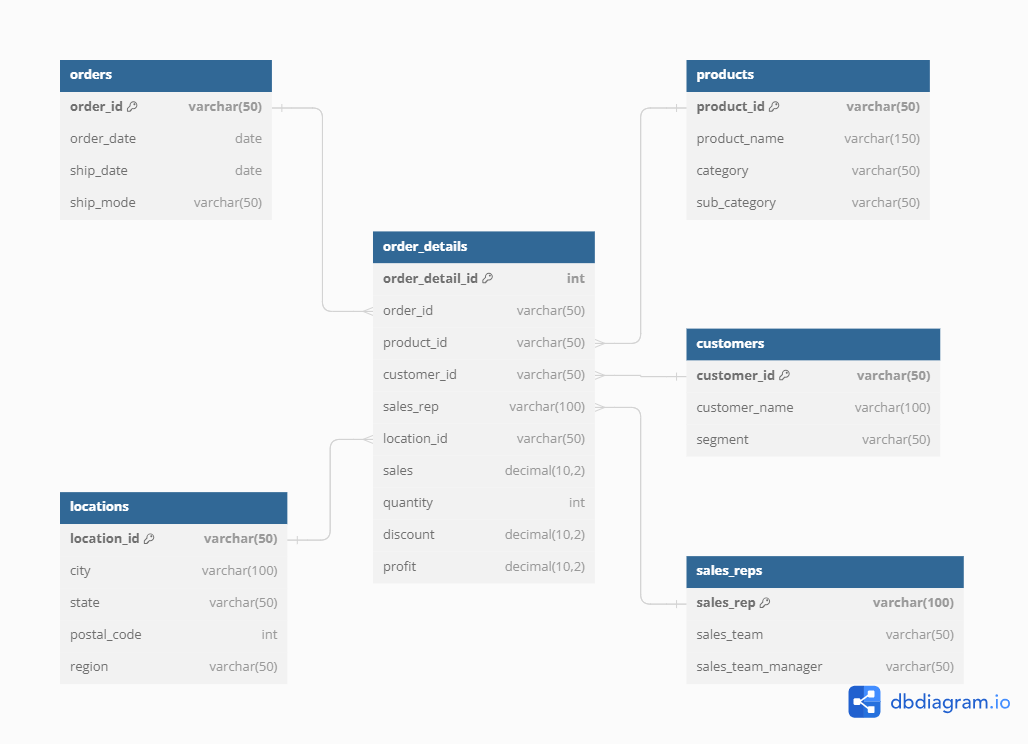 orders
order_id varchar(50)
order_date date
ship_date date
ship_mode varchar(50)
products
product_id varchar(50)
product_name varchar(150)
category varchar(50)
sub_category varchar(50)
order_details
order_detail_id int
order_id varchar(50)
product_id varchar(50)
customer_id varchar(50)
sales_rep varchar(100)
location_id varchar(50)
sales decimal(10,2)
quantity int
discount decimal(10,2)
profit decimal(10,2)
customers
customer_id varchar(50)
customer_name varchar(100)
segment varchar(50)
locations
location_id varchar(50)
city varchar(100)
state varchar(50)
postal_code int
region varchar(50)
sales_reps
sales_rep varchar(100)
sales_team varchar(50)
sales_team_manager varchar(50)
dbdiagram.io